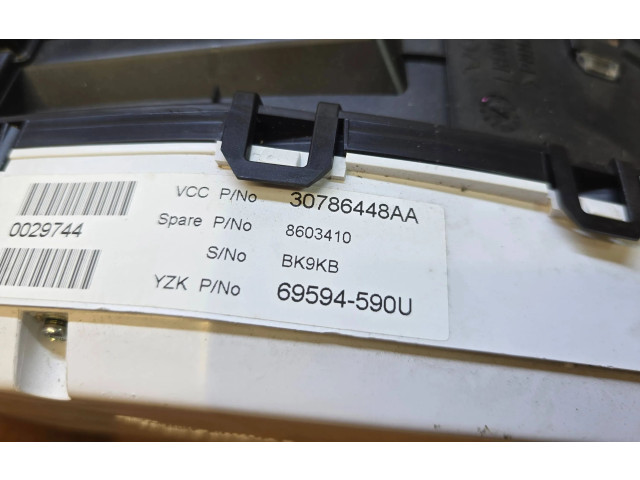 VCC P/No 30786448AA
Spare P/No 8603410
S/No BK9KB
YZK P/No 69594-590U
0029744